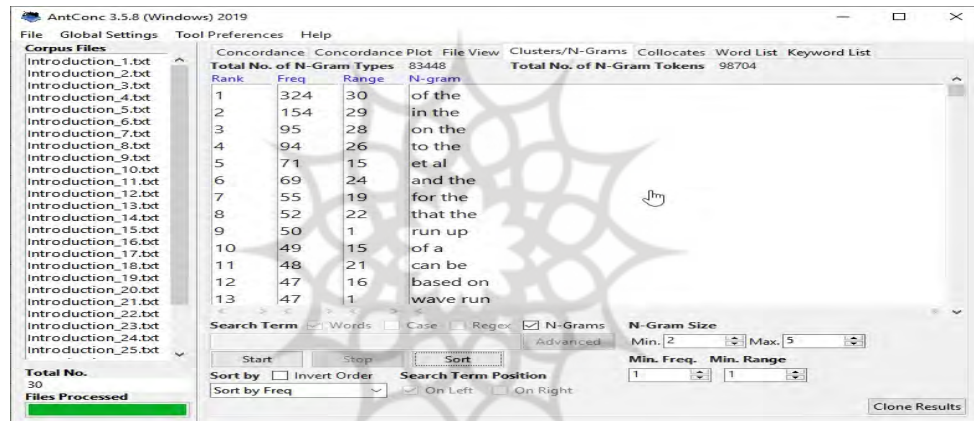 AntConc 3.5.8 (Windows) 2019
File Global Settings Tool Preferences Help
Corpus Files
Introduction_1.txt
Introduction_2.txt
Introduction_3.txt
Introduction_4.txt
Introduction_5.txt
Introduction_6.txt
Introduction_7.txt
Introduction_8.txt
Introduction_9.txt
Introduction_10.txt
Introduction_11.txt
Introduction_12.txt
Introduction_13.txt
Introduction_14.txt
Introduction_15.txt
Introduction_16.txt
Introduction_17.txt
Introduction_18.txt
Introduction_19.txt
Introduction_20.txt
Introduction_21.txt
Introduction_22.txt
Introduction_23.txt
Introduction_24.txt
Introduction_25.txt
Total No.
30
Files Processed
Concordance Concordance Plot File View Clusters/N-Grams Collocates Word List Keyword List
Total No. of N-Gram Types 83448 Total No. of N-Gram Tokens 98704
Rank Freq Range N-gram
1 324 30 of the
2 154 29 in the
3 95 28 on the
4 94 26 to the
5 71 15 et al
6 69 24 and the
7 55 19 for the
8 52 22 that the
9 50 1 run up
10 49 15 of a
11 48 21 can be
12 47 16 based on
13 47 1 wave run
Search Term Words Case Regex N-Grams N-Gram Size
Advanced Min. 2 Max. 5
Start Stop Sort Min. Freq. Min. Range
Sort by Invert Order Search Term Position 1 1
Sort by Freq On Left On Right
Clone Results